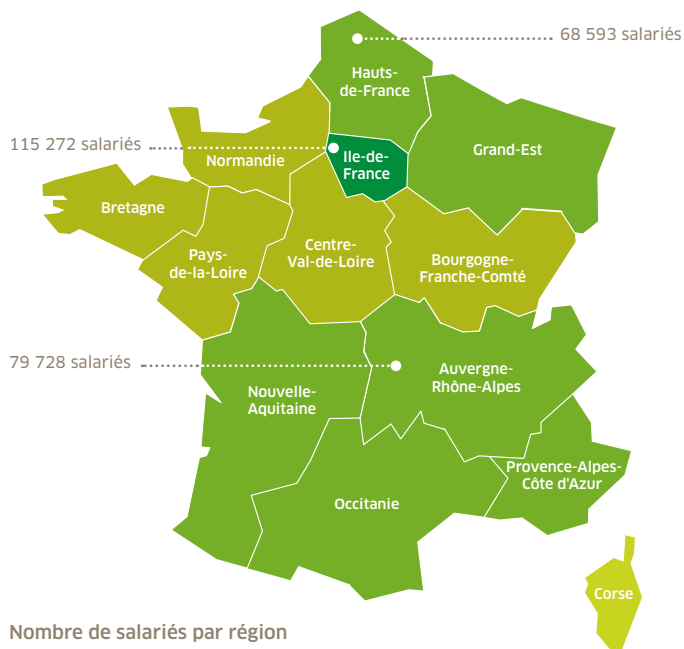 68 593 salariés
Hauts-
de-France
115 272 salariés
Normandie
Ile-de-
France
Grand-Est
Bretagne
Pays-
de-la-Loire
Centre-
Val-de-Loire
Bourgogne-
Franche-Comté
79 728 salariés
Auvergne-
Rhône-Alpes
Nouvelle-
Aquitaine
Provence-Alpes-
Côte d'Azur
Occitanie
Corse
Nombre de salariés par région